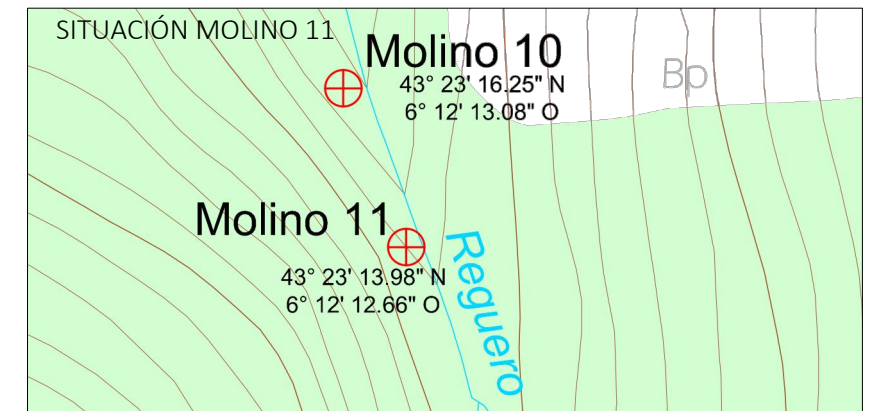 SITUACIÓN MOLINO 11
Molino 10
43° 23' 16.25" N
6° 12' 13.08" O
Bp
Molino 11
43° 23' 13.98" N
6° 12' 12.66" O
Reguero